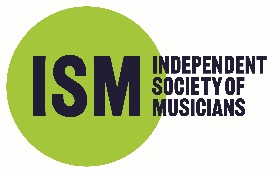 ISM
INDEPENDENT
SOCIETY OF
MUSICIANS